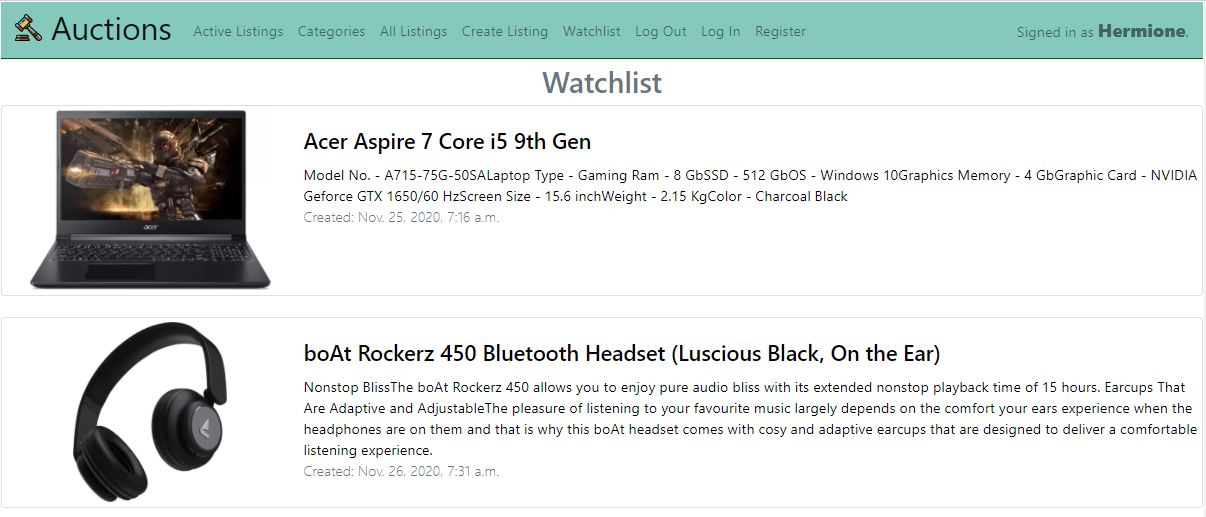 Auctions Active Listings Categories All Listings Create Listing Watchlist Log Out Log In Register Signed in as Hermione.
Watchlist
acer
Acer Aspire 7 Core i5 9th Gen
Model No. - A715-75G-50SALaptop Type - Gaming Ram - 8 GbSSD - 512 GbOS - Windows 10Graphics Memory - 4 GbGraphic Card - NVIDIA
Geforce GTX 1650/60 HzScreen Size - 15.6 inchWeight - 2.15 KgColor - Charcoal Black
Created: Nov. 25, 2020, 7:16 a.m.
boAt Rockerz 450 Bluetooth Headset (Luscious Black, On the Ear)
Nonstop BlissThe boAt Rockerz 450 allows you to enjoy pure audio bliss with its extended nonstop playback time of 15 hours. Earcups That
Are Adaptive and AdjustableThe pleasure of listening to your favourite music largely depends on the comfort your ears experience when the
headphones are on them and that is why this boAt headset comes with cosy and adaptive earcups that are designed to deliver a comfortable
listening experience.
Created: Nov. 26, 2020, 7:31 a.m.